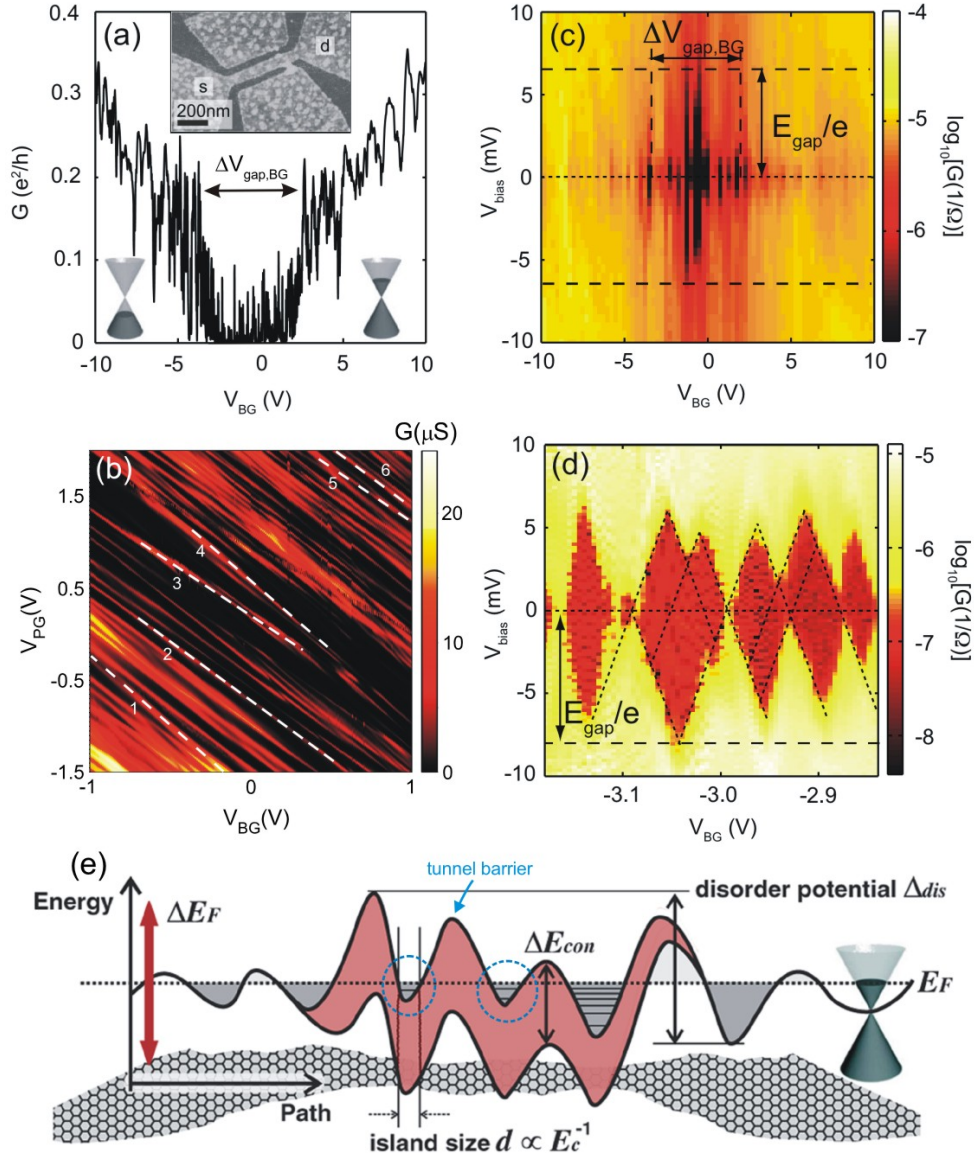 (a)
G (e²/h)
0.4
0.3
0.2
0.1
0
s
d
200nm
ΔV_gap,BG
-10
-5
0
5
10
V_BG (V)
(c)
V_bias (mV)
10
5
0
-5
-10
ΔV_gap,BG
E_gap/e
-10
-5
0
5
10
V_BG (V)
-4
-5
-6
-7
log₁₀[G(1/Ω)]
(b)
V_PG(V)
1.5
0.5
-0.5
-1.5
1
2
3
4
5
6
-1
0
1
V_BG(V)
G(μS)
20
10
0
(d)
V_bias (mV)
10
5
0
-5
-10
E_gap/e
-3.1
-3.0
-2.9
V_BG (V)
-5
-6
-7
-8
log₁₀[G(1/Ω)]
(e)
Energy
ΔE_F
tunnel barrier
disorder potential Δ_dis
ΔE_con
E_F
Path
island size d ∝ E_c⁻¹